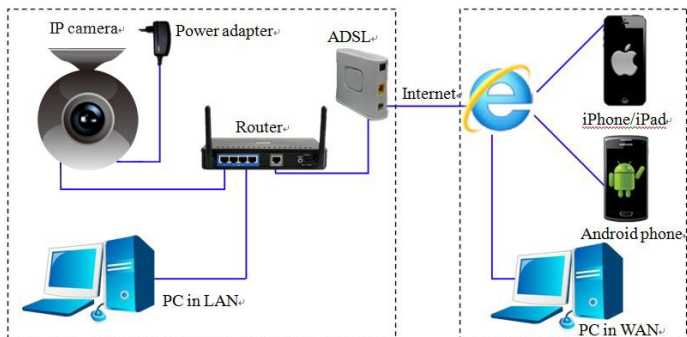 IP camera
Power adapter
ADSL
Internet
Router
iPhone/iPad
Android phone
PC in LAN
PC in WAN